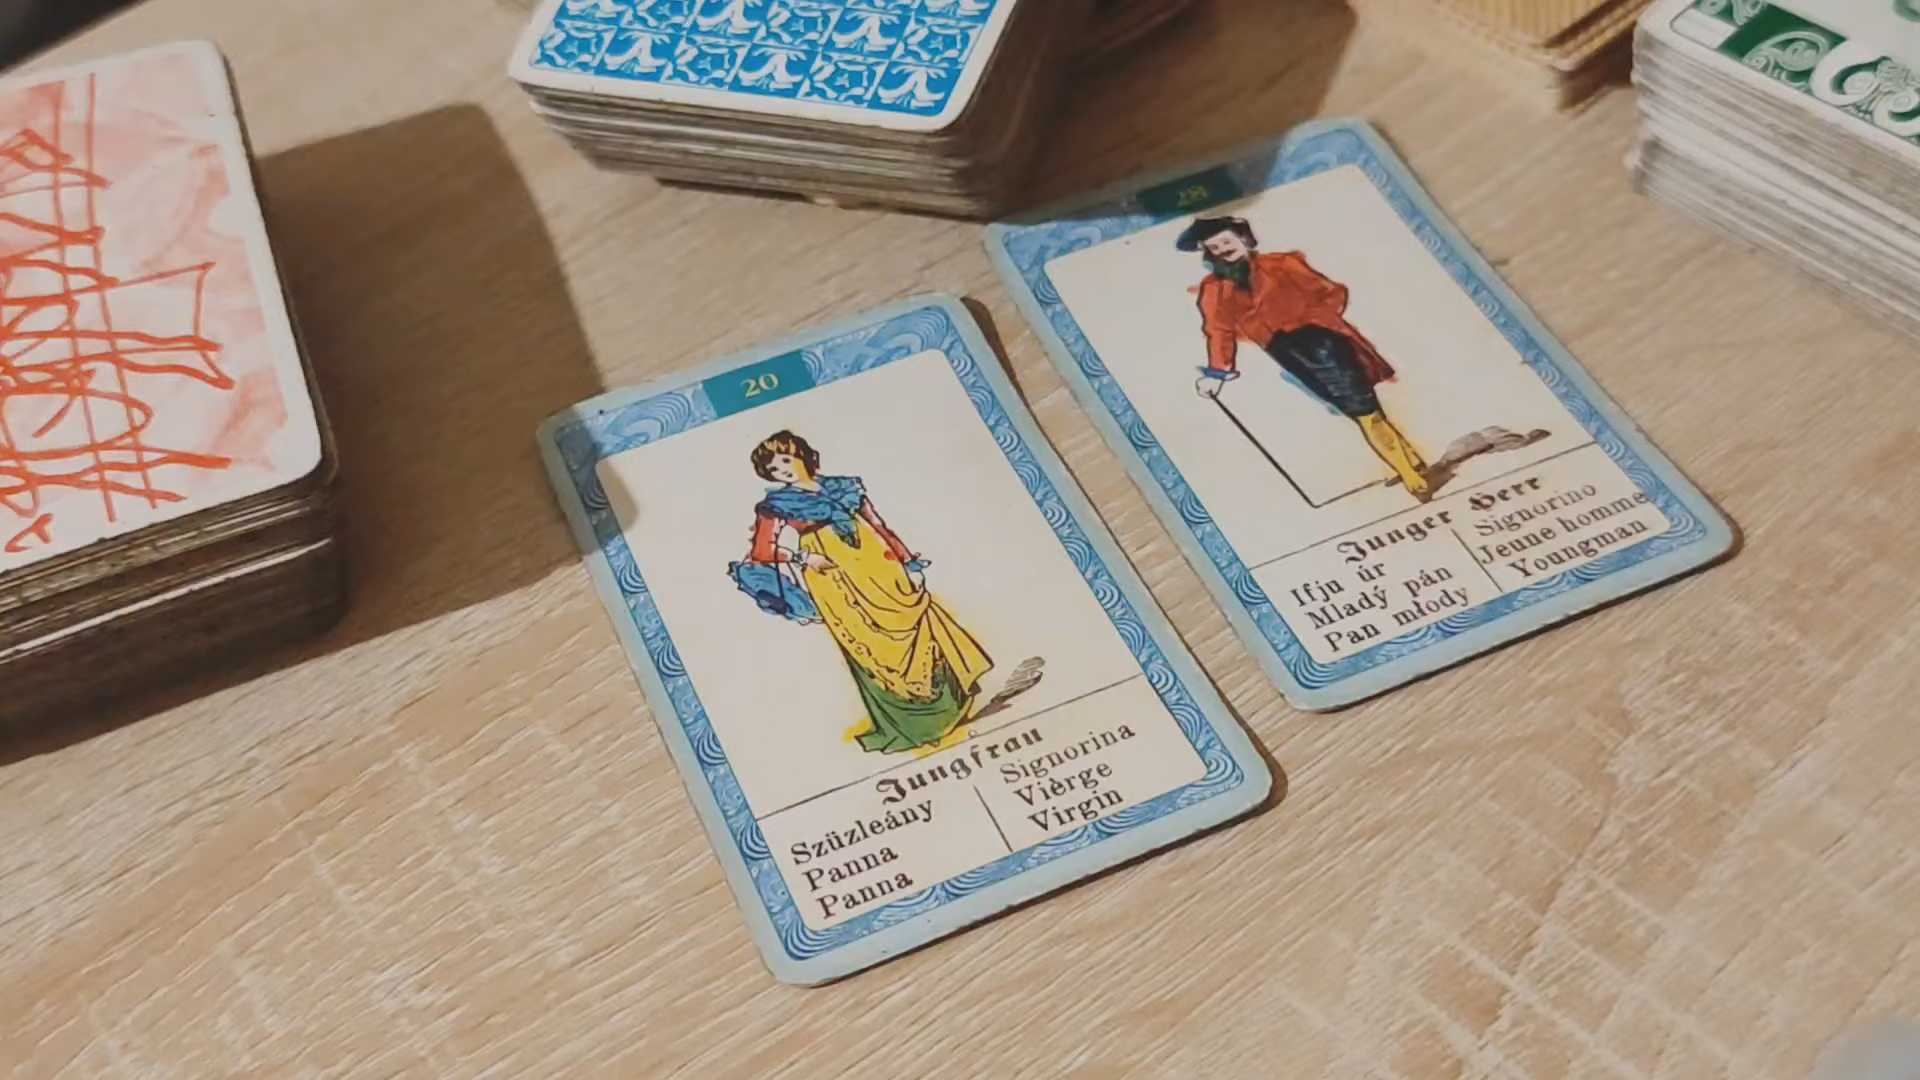 20
Jungfrau
Szüzleány
Panna
Panna
Signorina
Vièrge
Virgin
28
Junger Herr
Ifju úr
Mladý pán
Pan młody
Signorino
Jeune homme
Youngman